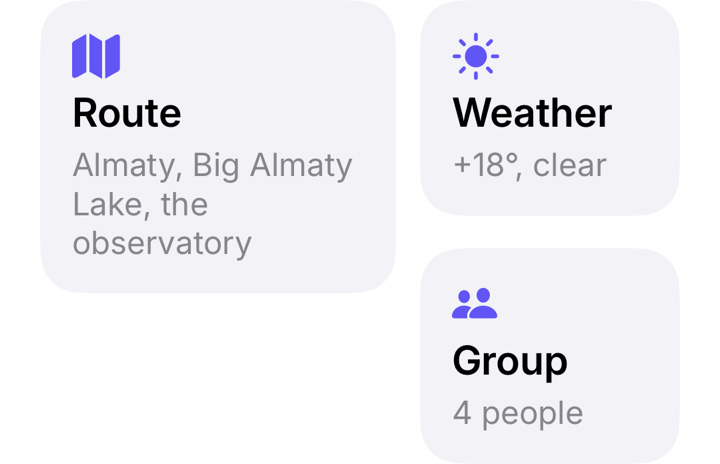 Route
Almaty, Big Almaty
Lake, the
observatory
Weather
+18°, clear
Group
4 people